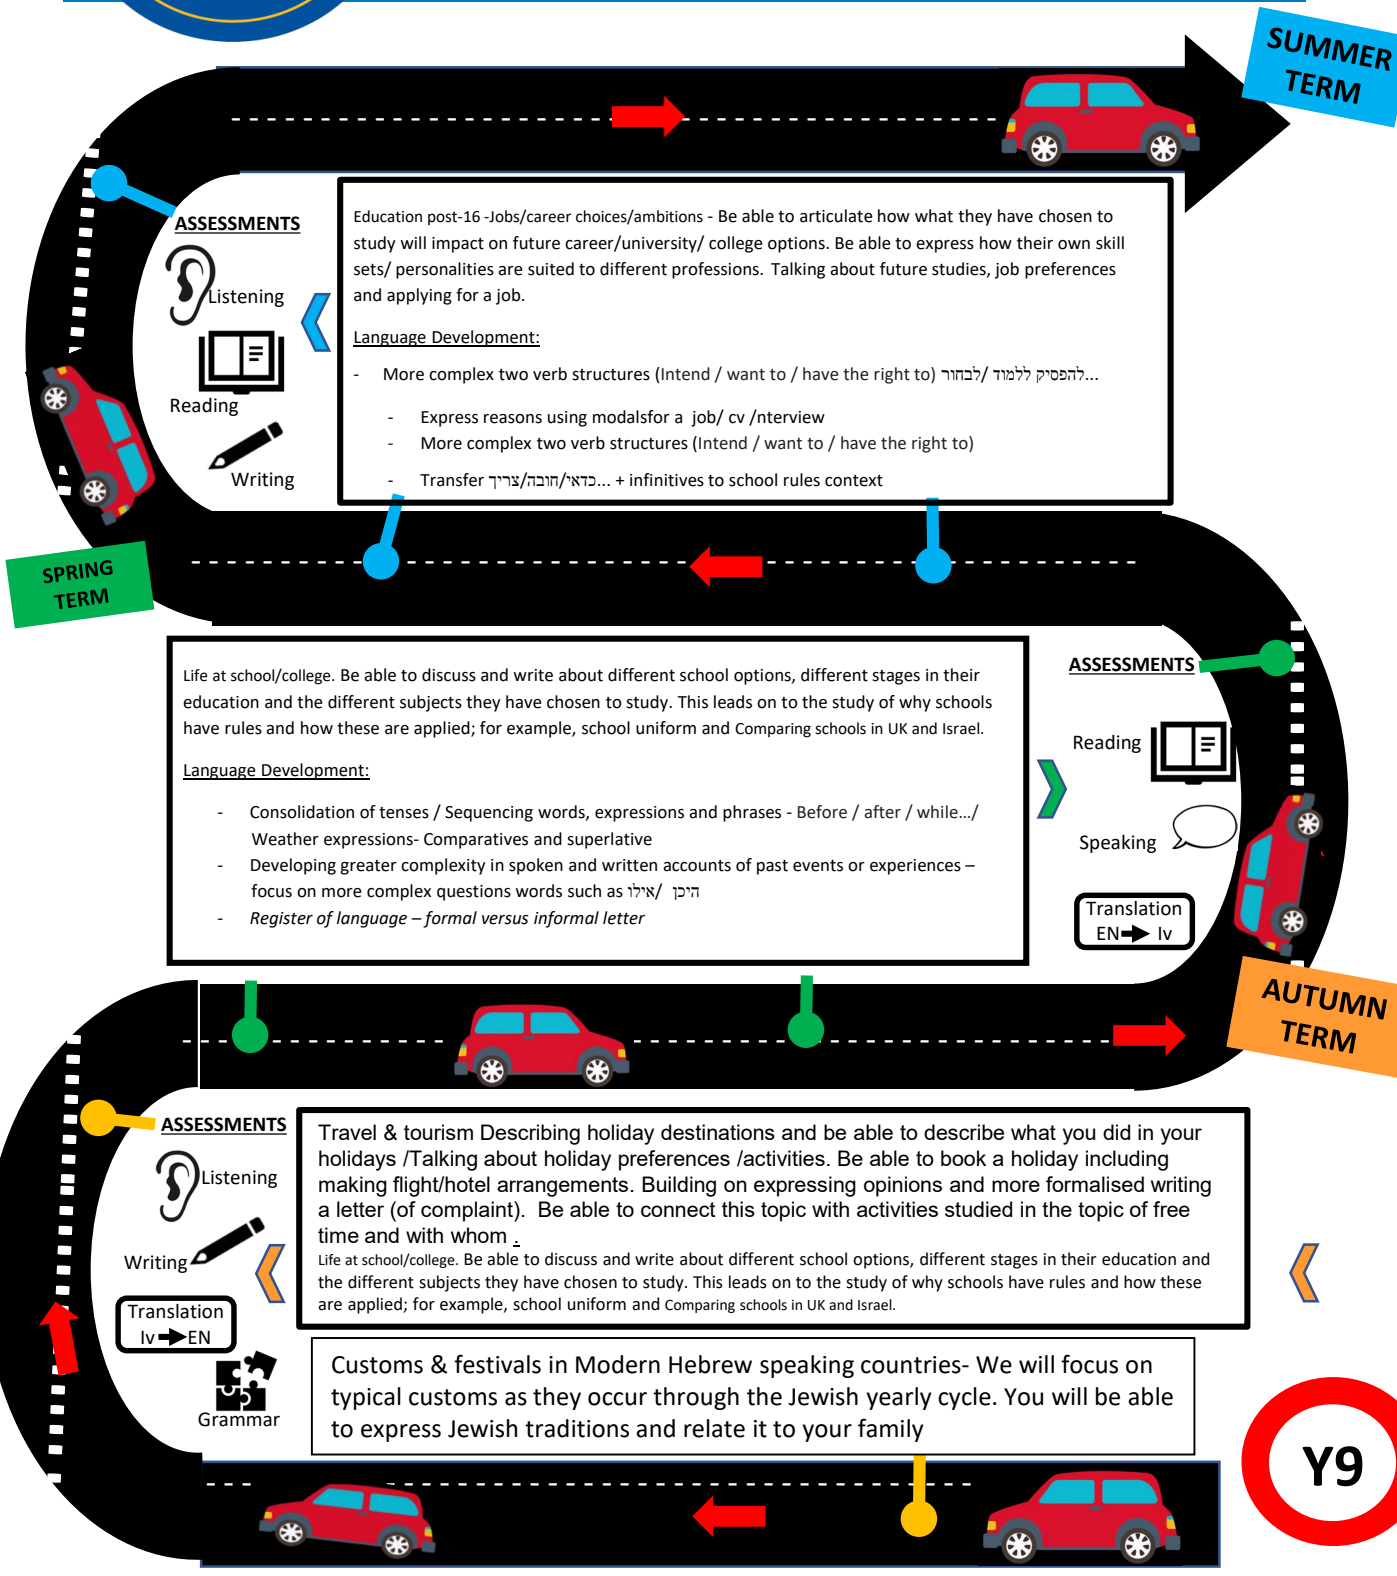 SUMMER
TERM
ASSESSMENTS
Listening
Reading
Writing
Education post-16 -Jobs/career choices/ambitions - Be able to articulate how what they have chosen to
study will impact on future career/university/ college options. Be able to express how their own skill
sets/ personalities are suited to different professions.  Talking about future studies, job preferences
and applying for a job.
Language Development:
- More complex two verb structures (Intend / want to / have the right to) להפסיק ללמוד /לבחור...
- Express reasons using modalsfor a  job/ cv /nterview
- More complex two verb structures (Intend / want to / have the right to)
- Transfer כדאי/חובה/צריך... + infinitives to school rules context
SPRING
TERM
Life at school/college. Be able to discuss and write about different school options, different stages in their
education and the different subjects they have chosen to study. This leads on to the study of why schools
have rules and how these are applied; for example, school uniform and Comparing schools in UK and Israel.
Language Development:
- Consolidation of tenses / Sequencing words, expressions and phrases - Before / after / while…/
Weather expressions- Comparatives and superlative
- Developing greater complexity in spoken and written accounts of past events or experiences –
focus on more complex questions words such as היכן /אילו
- Register of language – formal versus informal letter
ASSESSMENTS
Reading
Speaking
Translation
EN Iv
AUTUMN
TERM
ASSESSMENTS
Listening
Writing
Translation
Iv EN
Grammar
Travel & tourism Describing holiday destinations and be able to describe what you did in your
holidays /Talking about holiday preferences /activities. Be able to book a holiday including
making flight/hotel arrangements. Building on expressing opinions and more formalised writing
a letter (of complaint).  Be able to connect this topic with activities studied in the topic of free
time and with whom .
Life at school/college. Be able to discuss and write about different school options, different stages in their education and
the different subjects they have chosen to study. This leads on to the study of why schools have rules and how these
are applied; for example, school uniform and Comparing schools in UK and Israel.
Customs & festivals in Modern Hebrew speaking countries- We will focus on
typical customs as they occur through the Jewish yearly cycle. You will be able
to express Jewish traditions and relate it to your family
Y9